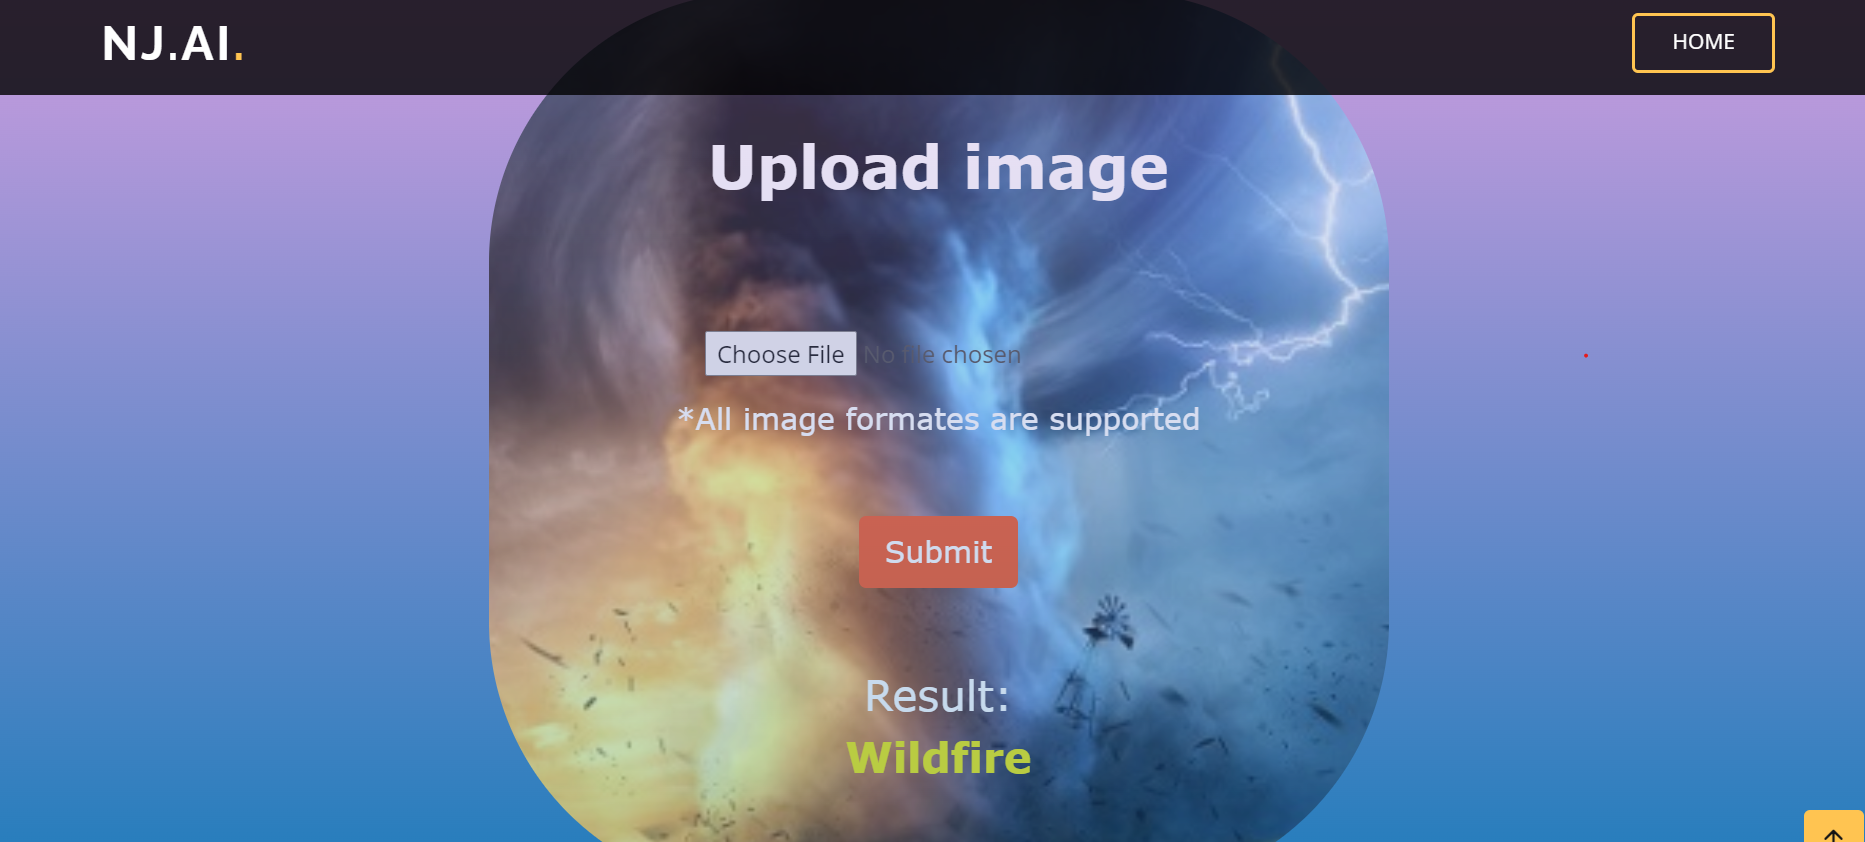 NJ.AI.
HOME
Upload image
Choose File No file chosen
*All image formates are supported
Submit
Result:
Wildfire